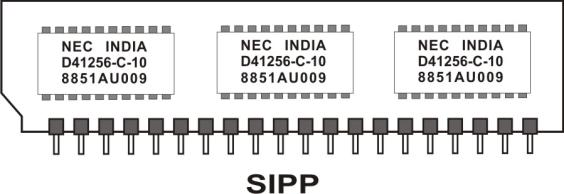 NEC INDIA
D41256-C-10
8851AU009
NEC INDIA
D41256-C-10
8851AU009
NEC INDIA
D41256-C-10
8851AU009
SIPP